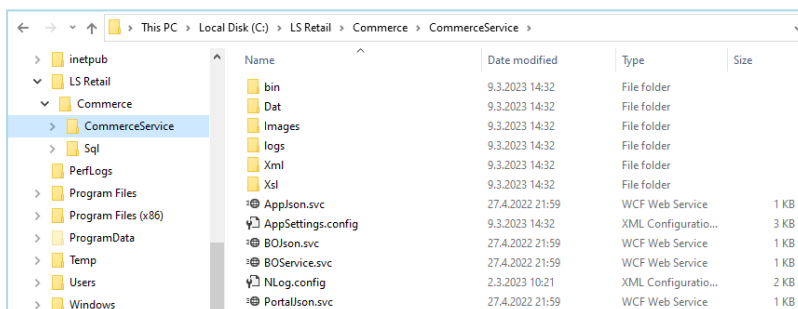 This PC > Local Disk (C:) > LS Retail > Commerce > CommerceService >
inetpub
LS Retail
Commerce
CommerceService
Sql
PerfLogs
Program Files
Program Files (x86)
ProgramData
Temp
Users
Windows
Name Date modified Type Size
bin 9.3.2023 14:32 File folder
Dat 9.3.2023 14:32 File folder
Images 9.3.2023 14:32 File folder
logs 9.3.2023 14:32 File folder
Xml 9.3.2023 14:32 File folder
Xsl 9.3.2023 14:32 File folder
AppJson.svc 27.4.2022 21:59 WCF Web Service 1 KB
AppSettings.config 9.3.2023 14:32 XML Configuratio... 3 KB
BOJson.svc 27.4.2022 21:59 WCF Web Service 1 KB
BOService.svc 27.4.2022 21:59 WCF Web Service 1 KB
NLog.config 2.3.2023 10:21 XML Configuratio... 2 KB
PortalJson.svc 27.4.2022 21:59 WCF Web Service 1 KB